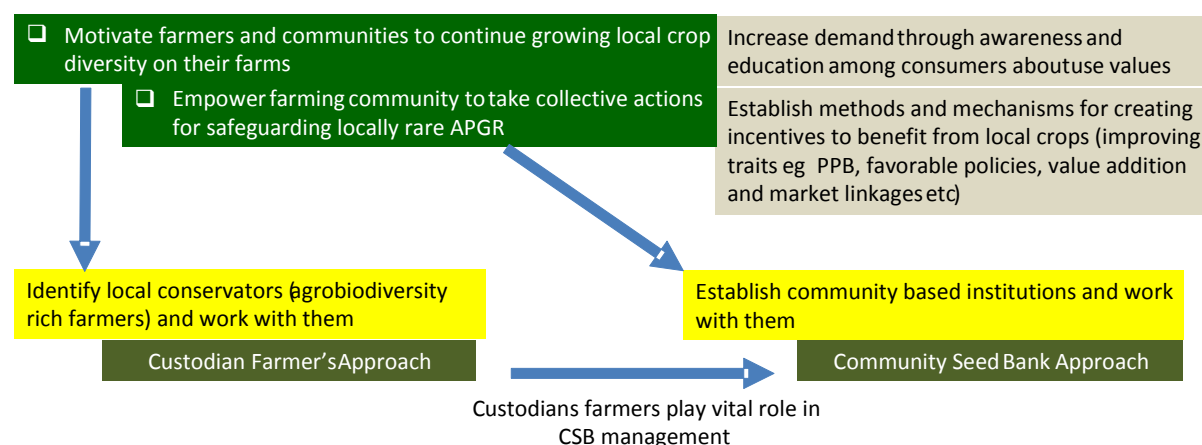 ❑ Motivate farmers and communities to continue growing local crop
diversity on their farms
❑ Empower farming community to take collective actions
for safeguarding locally rare APGR
Increase demand through awareness and
education among consumers aboutuse values
Establish methods and mechanisms for creating
incentives to benefit from local crops (improving
traits eg PPB, favorable policies, value addition
and market linkages etc)
Identify local conservators (agrobiodiversity
rich farmers) and work with them
Custodian Farmer'sApproach
Establish community based institutions and work
with them
Community Seed Bank Approach
Custodians farmers play vital role in
CSB management